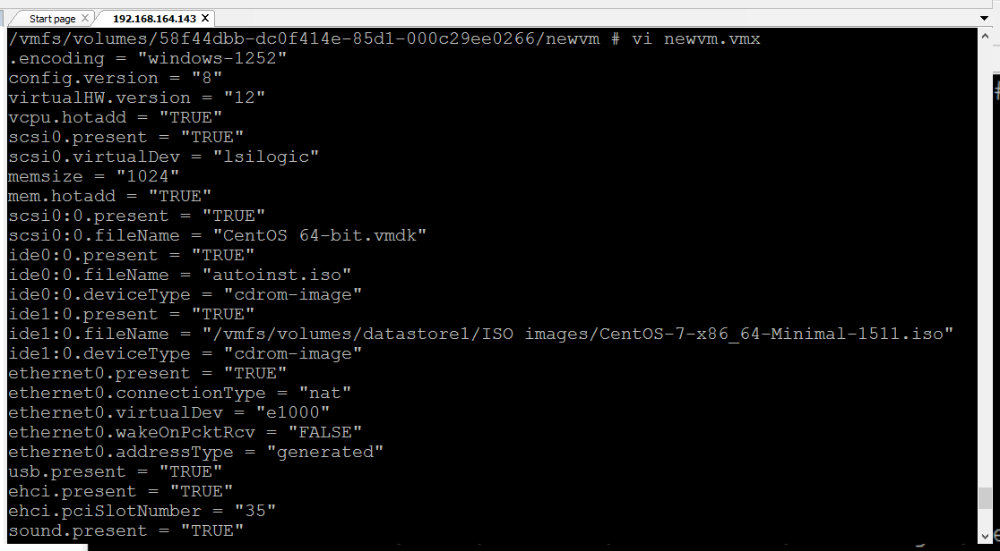 Start page
192.168.164.143
/vmfs/volumes/58f44dbb-dc0f414e-85d1-000c29ee0266/newvm # vi newvm.vmx
.encoding = "windows-1252"
config.version = "8"
virtualHW.version = "12"
vcpu.hotadd = "TRUE"
scsi0.present = "TRUE"
scsi0.virtualDev = "lsilogic"
memsize = "1024"
mem.hotadd = "TRUE"
scsi0:0.present = "TRUE"
scsi0:0.fileName = "CentOS 64-bit.vmdk"
ide0:0.present = "TRUE"
ide0:0.fileName = "autoinst.iso"
ide0:0.deviceType = "cdrom-image"
ide1:0.present = "TRUE"
ide1:0.fileName = "/vmfs/volumes/datastore1/ISO images/CentOS-7-x86_64-Minimal-1511.iso"
ide1:0.deviceType = "cdrom-image"
ethernet0.present = "TRUE"
ethernet0.connectionType = "nat"
ethernet0.virtualDev = "e1000"
ethernet0.wakeOnPcktRcv = "FALSE"
ethernet0.addressType = "generated"
usb.present = "TRUE"
ehci.present = "TRUE"
ehci.pciSlotNumber = "35"
sound.present = "TRUE"